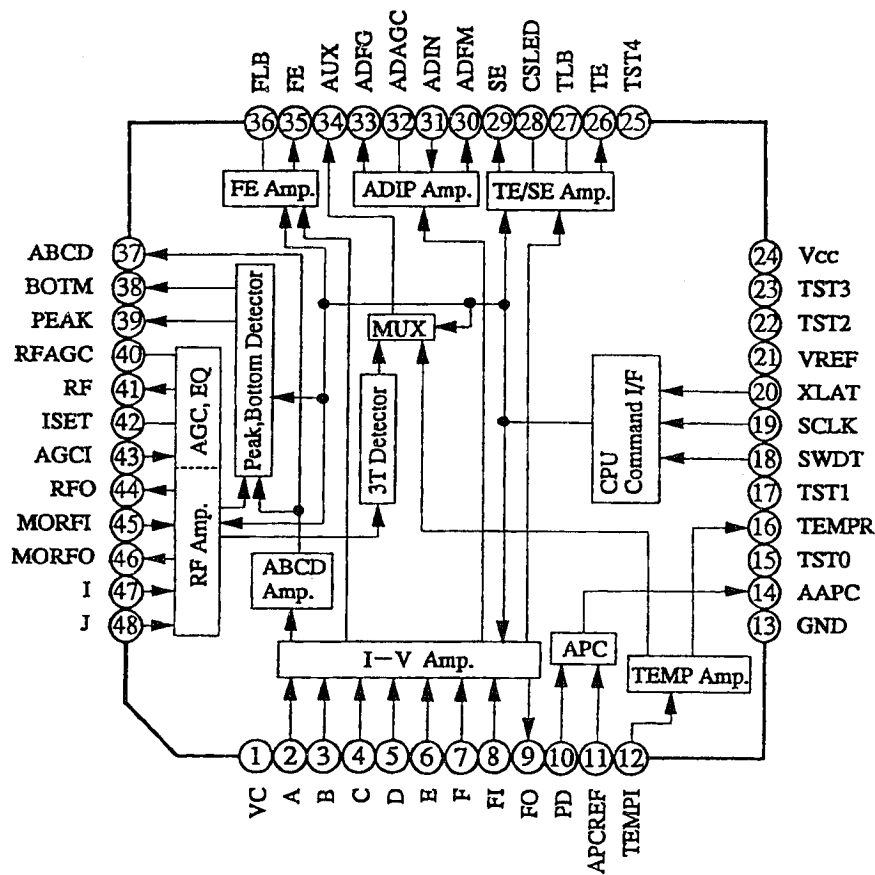 FLB FE AUX ADFG ADAGC ADIN ADFM SE CSLED TLB TE TST4
36 35 34 33 32 31 30 29 28 27 26 25
FE Amp. ADIP Amp. TE/SE Amp.
ABCD 37
BOTM 38
PEAK 39
RFAGC 40
RF 41
ISET 42
AGCI 43
RFO 44
MORFI 45
MORFO 46
I 47
J 48
AGC, EQ
RF Amp.
Peak,Bottom Detector
MUX
3T Detector
ABCD
Amp.
CPU
Command I/F
24 Vcc
23 TST3
22 TST2
21 VREF
20 XLAT
19 SCLK
18 SWDT
17 TST1
16 TEMPR
15 TST0
14 AAPC
13 GND
I-V Amp.
APC
TEMP Amp.
1 2 3 4 5 6 7 8 9 10 11 12
VC A B C D E F FI FO PD APCREF TEMPI